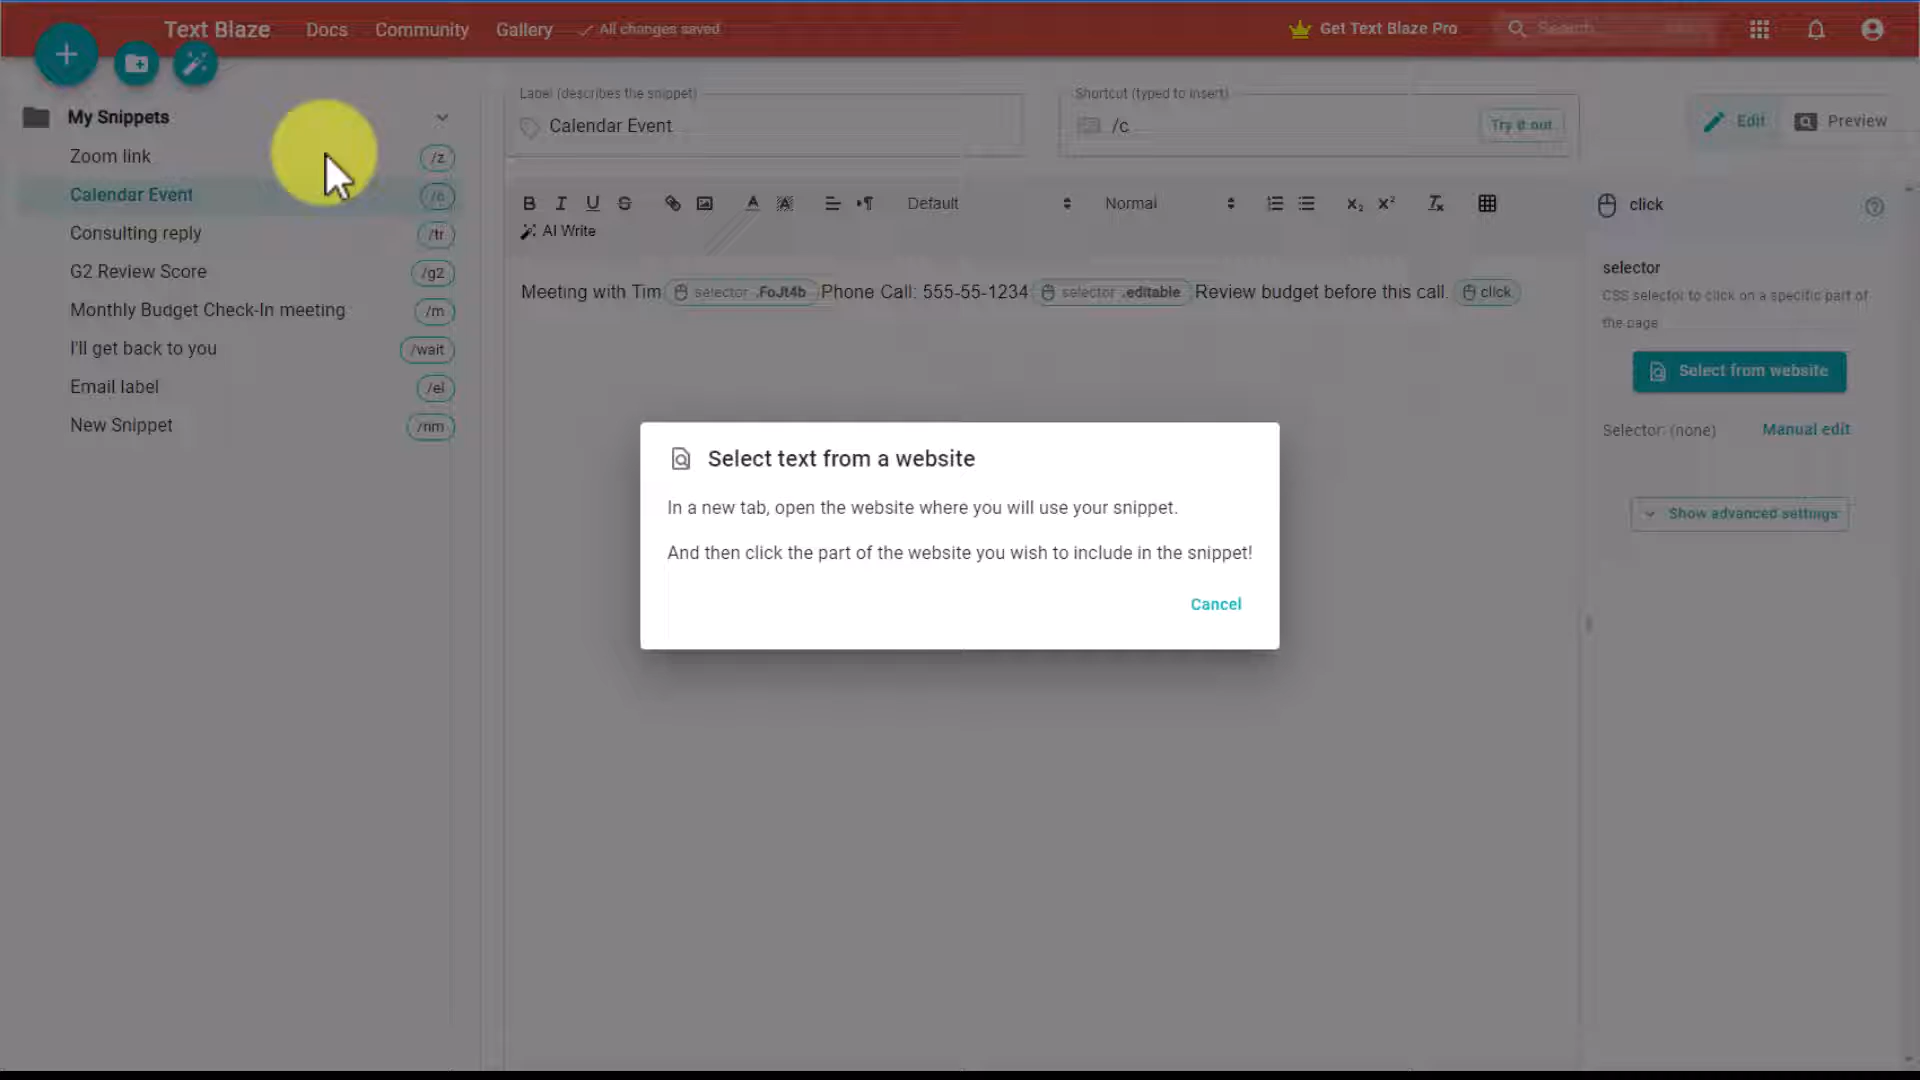 Text Blaze Docs Community Gallery All changes saved Get Text Blaze Pro Search...
My Snippets
Zoom link /z
Calendar Event /c
Consulting reply /tr
G2 Review Score /g2
Monthly Budget Check-In meeting /m
I'll get back to you /wait
Email label /el
New Snippet /nm
Label (describes the snippet)
Calendar Event
Shortcut (typed to insert)
/c
Try it out
Edit Preview
B I U S Default Normal
AI Write
Meeting with Tim selector .FoJt4b Phone Call: 555-55-1234 selector .editable Review budget before this call. click
click
selector
CSS selector to click on a specific part of
the page
Select from website
Selector: (none) Manual edit
Show advanced settings
Select text from a website
In a new tab, open the website where you will use your snippet.
And then click the part of the website you wish to include in the snippet!
Cancel